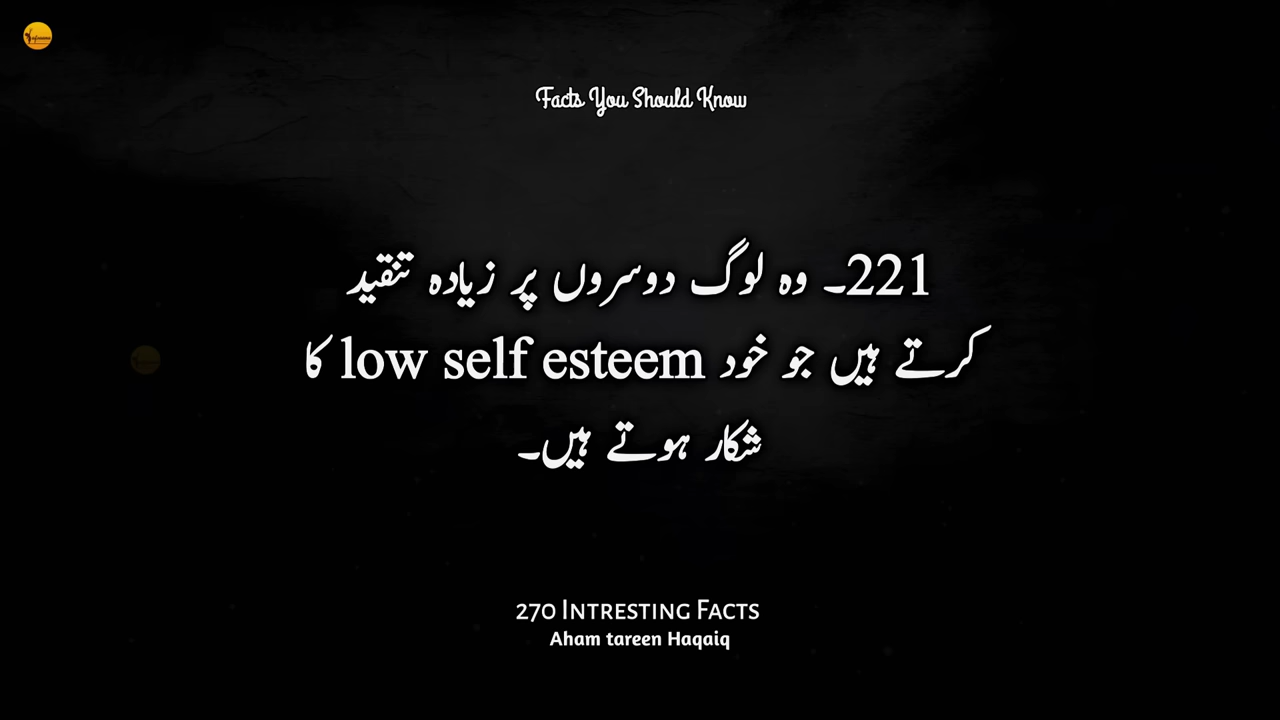 Facts You Should Know
221۔ وہ لوگ دوسروں پر زیادہ تنقید
کرتے ہیں جو خود low self esteem کا
شکار ہوتے ہیں۔
270 Intresting Facts
Aham tareen Haqaiq